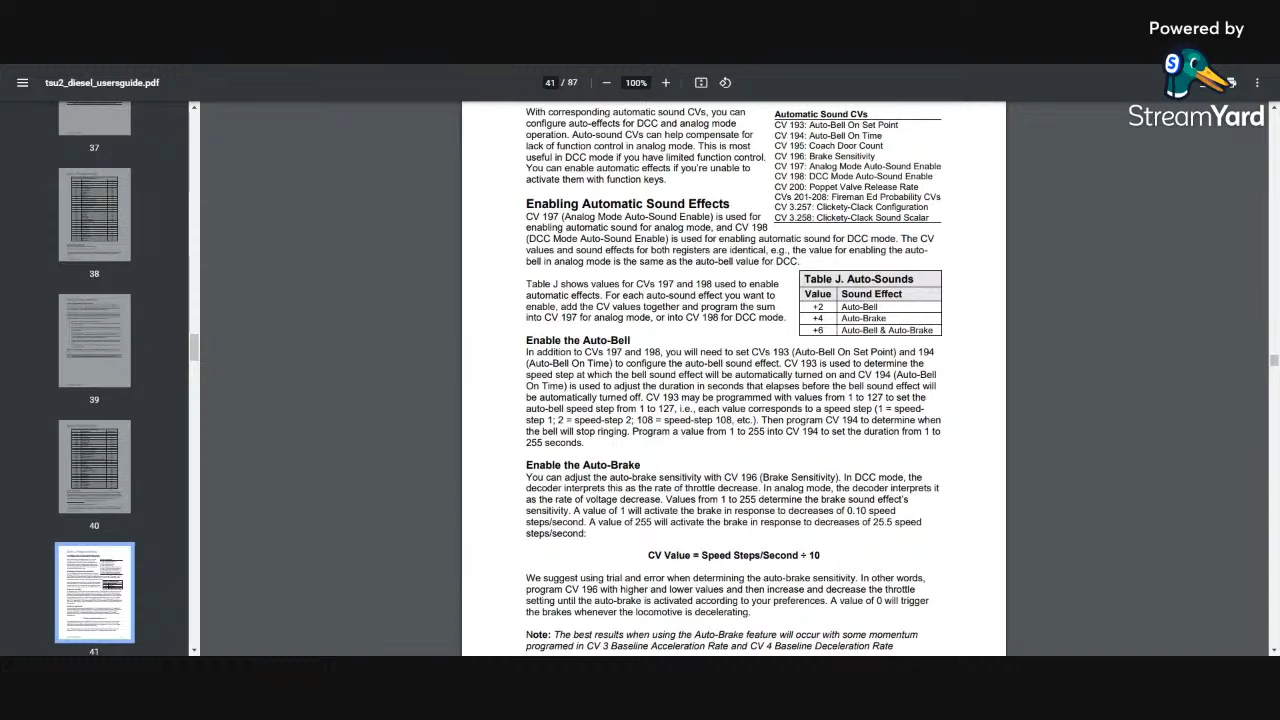 Powered by
StreamYard
tsu2_diesel_usersguide.pdf
41 / 87
100%
37
38
39
40
41
With corresponding automatic sound CVs, you can
configure auto-effects for DCC and analog mode
operation. Auto-sound CVs can help compensate for
lack of function control in analog mode. This is most
useful in DCC mode if you have limited function control.
You can enable automatic effects if you're unable to
activate them with function keys.
Automatic Sound CVs
CV 193: Auto-Bell On Set Point
CV 194: Auto-Bell On Time
CV 195: Coach Door Count
CV 196: Brake Sensitivity
CV 197: Analog Mode Auto-Sound Enable
CV 198: DCC Mode Auto-Sound Enable
CV 200: Poppet Valve Release Rate
CVs 201-208: Fireman Ed Probability CVs
CV 3.257: Clickety-Clack Configuration
CV 3.258: Clickety-Clack Sound Scalar
Enabling Automatic Sound Effects
CV 197 (Analog Mode Auto-Sound Enable) is used for
enabling automatic sound for analog mode, and CV 198
(DCC Mode Auto-Sound Enable) is used for enabling automatic sound for DCC mode. The CV
values and sound effects for both registers are identical, e.g., the value for enabling the auto-
bell in analog mode is the same as the auto-bell value for DCC.
Table J shows values for CVs 197 and 198 used to enable
automatic effects. For each auto-sound effect you want to
enable, add the CV values together and program the sum
into CV 197 for analog mode, or into CV 198 for DCC mode.
Table J. Auto-Sounds
Value Sound Effect
+2 Auto-Bell
+4 Auto-Brake
+6 Auto-Bell & Auto-Brake
Enable the Auto-Bell
In addition to CVs 197 and 198, you will need to set CVs 193 (Auto-Bell On Set Point) and 194
(Auto-Bell On Time) to configure the auto-bell sound effect. CV 193 is used to determine the
speed step at which the bell sound effect will be automatically turned on and CV 194 (Auto-Bell
On Time) is used to adjust the duration in seconds that elapses before the bell sound effect will
be automatically turned off. CV 193 may be programmed with values from 1 to 127 to set the
auto-bell speed step from 1 to 127, i.e., each value corresponds to a speed step (1 = speed-
step 1; 2 = speed-step 2; 108 = speed-step 108, etc.). Then program CV 194 to determine when
the bell will stop ringing. Program a value from 1 to 255 into CV 194 to set the duration from 1 to
255 seconds.
Enable the Auto-Brake
You can adjust the auto-brake sensitivity with CV 196 (Brake Sensitivity). In DCC mode, the
decoder interprets this as the rate of throttle decrease. In analog mode, the decoder interprets it
as the rate of voltage decrease. Values from 1 to 255 determine the brake sound effect's
sensitivity. A value of 1 will activate the brake in response to decreases of 0.10 speed
steps/second. A value of 255 will activate the brake in response to decreases of 25.5 speed
steps/second:
CV Value = Speed Steps/Second ÷ 10
We suggest using trial and error when determining the auto-brake sensitivity. In other words,
program CV 196 with higher and lower values and then increase and decrease the throttle
setting until the auto-brake is activated according to your preferences. A value of 0 will trigger
the brakes whenever the locomotive is decelerating.
Note: The best results when using the Auto-Brake feature will occur with some momentum
programed in CV 3 Baseline Acceleration Rate and CV 4 Baseline Deceleration Rate